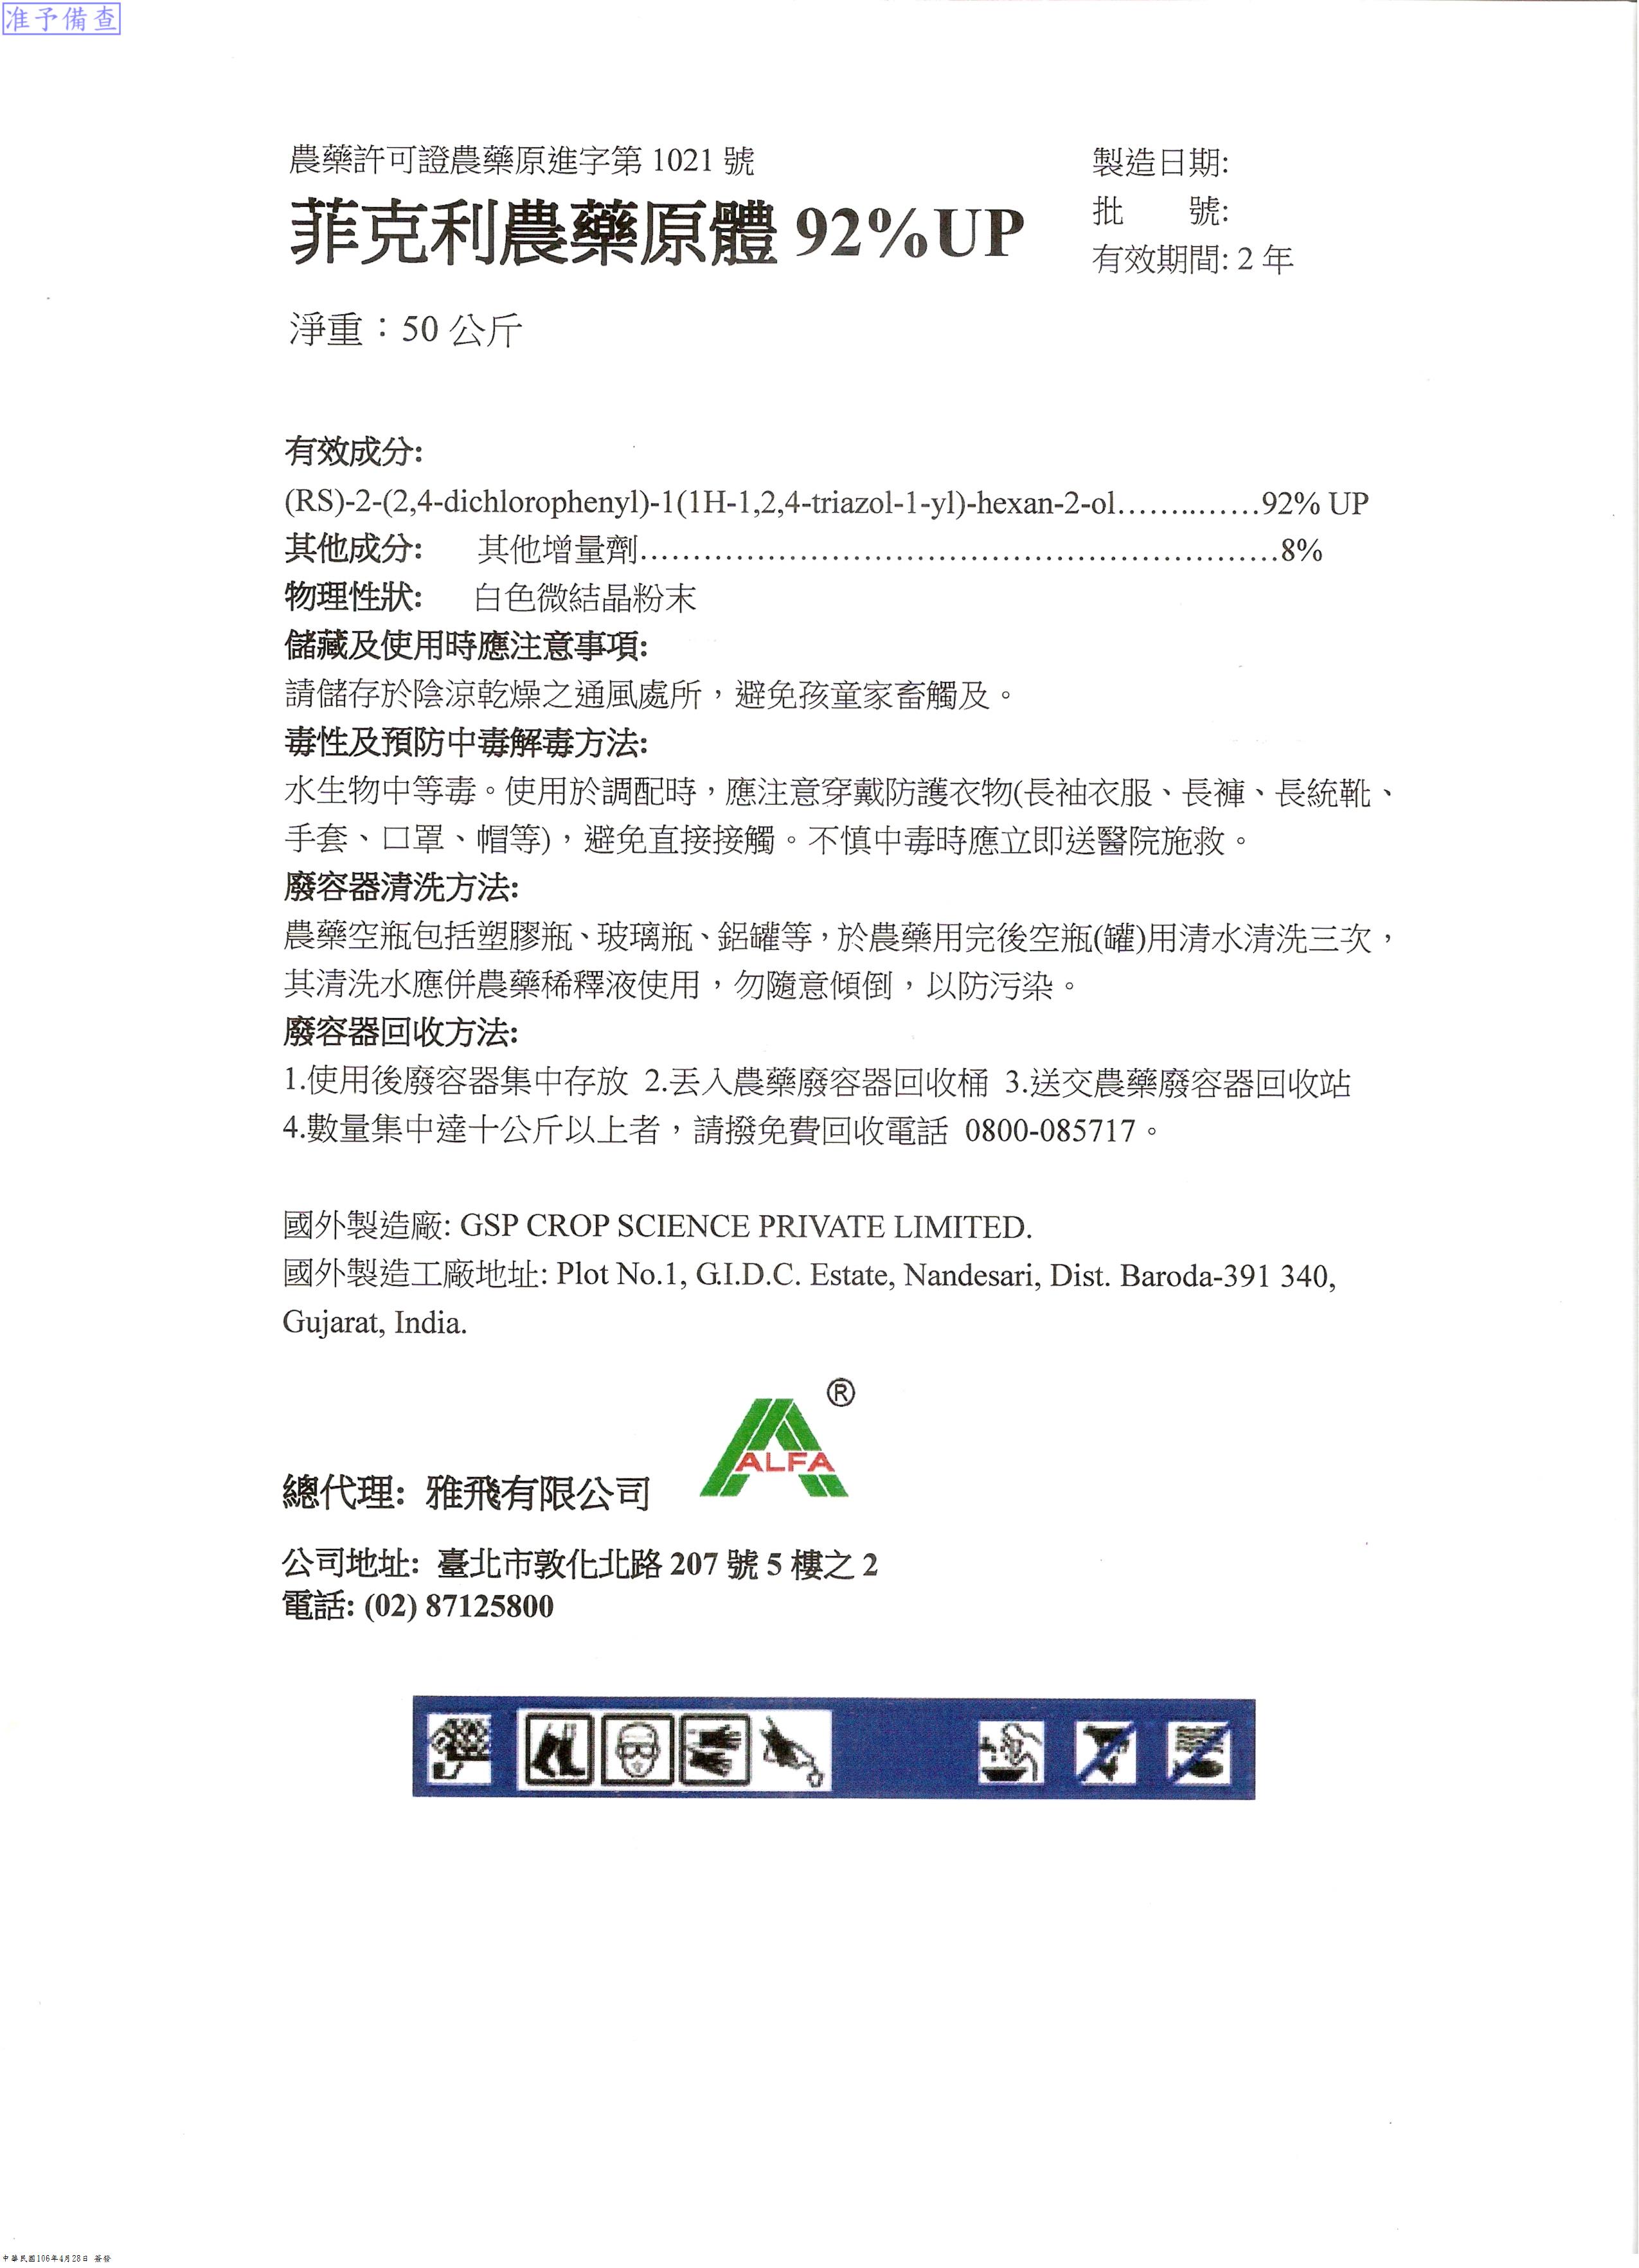 准予備查
農藥許可證農藥原進字第 1021 號
菲克利農藥原體 92%UP
製造日期:
批 號:
有效期間: 2 年
淨重：50 公斤
有效成分:
(RS)-2-(2,4-dichlorophenyl)-1(1H-1,2,4-triazol-1-yl)-hexan-2-ol..............92% UP
其他成分: 其他增量劑............................................................8%
物理性狀: 白色微結晶粉末
儲藏及使用時應注意事項:
請儲存於陰涼乾燥之通風處所，避免孩童家畜觸及。
毒性及預防中毒解毒方法:
水生物中等毒。使用於調配時，應注意穿戴防護衣物(長袖衣服、長褲、長統靴、
手套、口罩、帽等)，避免直接接觸。不慎中毒時應立即送醫院施救。
廢容器清洗方法:
農藥空瓶包括塑膠瓶、玻璃瓶、鋁罐等，於農藥用完後空瓶(罐)用清水清洗三次，
其清洗水應併農藥稀釋液使用，勿隨意傾倒，以防污染。
廢容器回收方法:
1.使用後廢容器集中存放 2.丟入農藥廢容器回收桶 3.送交農藥廢容器回收站
4.數量集中達十公斤以上者，請撥免費回收電話 0800-085717。
國外製造廠: GSP CROP SCIENCE PRIVATE LIMITED.
國外製造工廠地址: Plot No.1, G.I.D.C. Estate, Nandesari, Dist. Baroda-391 340,
Gujarat, India.
®
ALFA
總代理: 雅飛有限公司
公司地址: 臺北市敦化北路 207 號 5 樓之 2
電話: (02) 87125800
中華民國106年4月28日 簽發